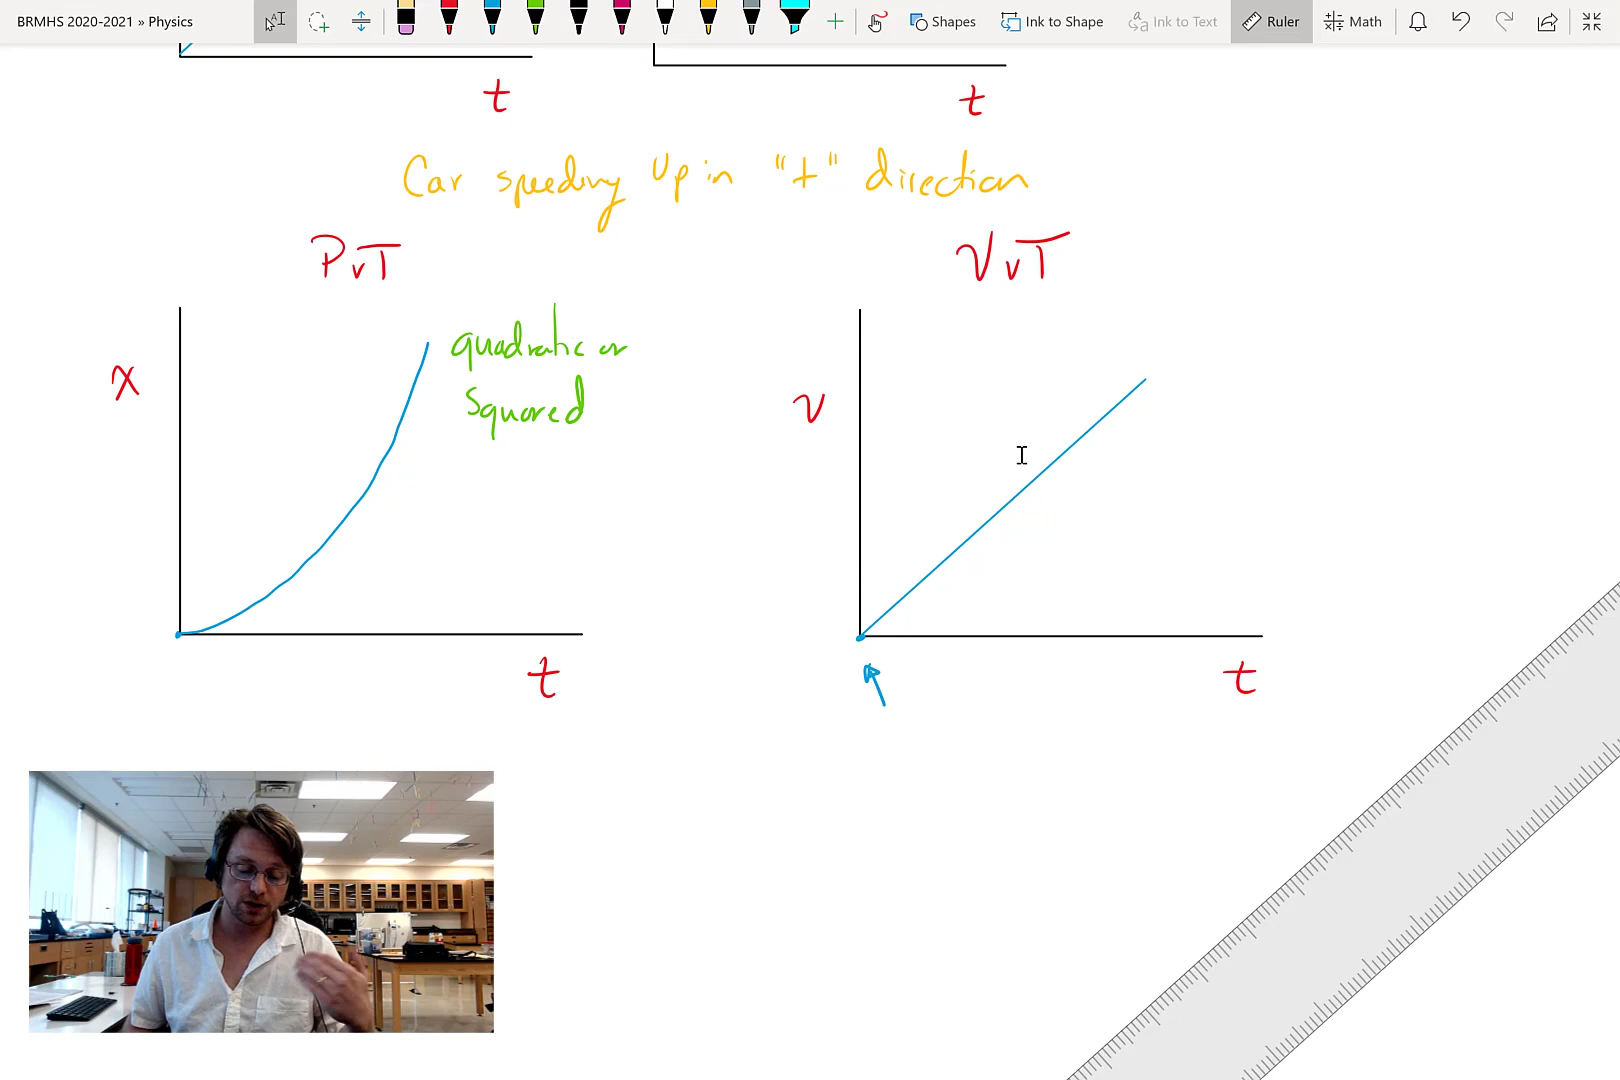 BRMHS 2020-2021 » Physics
Shapes
Ink to Shape
Ink to Text
Ruler
Math
t
t
Car speeding up in "+" direction
PvT
VvT
x
quadratic or
squared
v
t
t